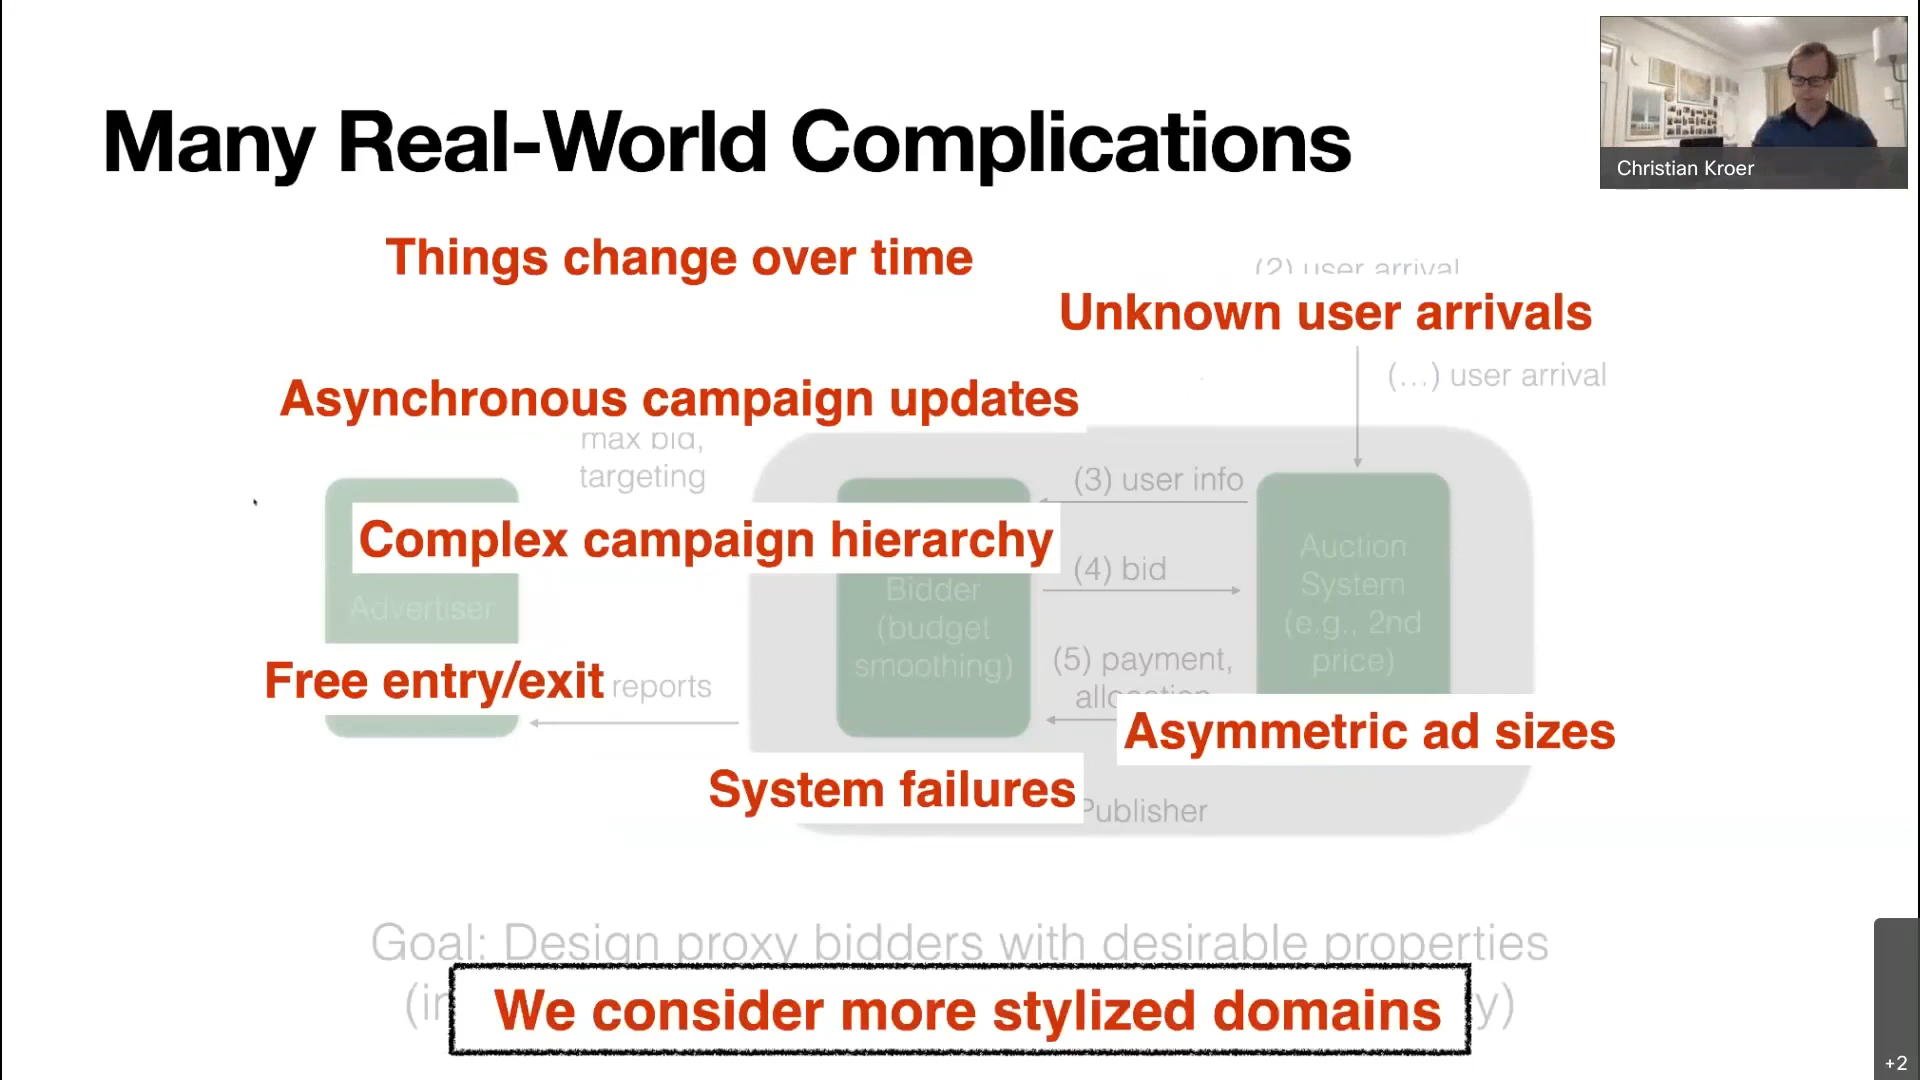 Many Real-World Complications
Christian Kroer
Things change over time
(2) user arrival
Unknown user arrivals
(...) user arrival
Asynchronous campaign updates
max bid,
targeting
(3) user info
Complex campaign hierarchy
Auction
System
(e.g., 2nd
price)
(4) bid
Advertiser
Bidder
(budget
smoothing)
(5) payment,
allocation
Free entry/exit
reports
Asymmetric ad sizes
System failures
Publisher
Goal: Design proxy bidders with desirable properties
We consider more stylized domains
+2